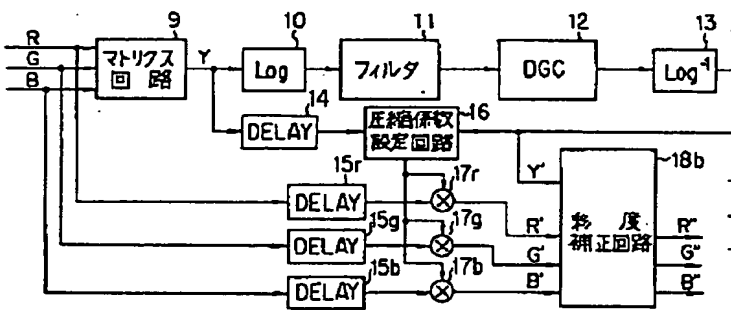 9
10
11
12
13
R
G
B
マトリクス
回路
Y
Log
フィルタ
DGC
Log⁻¹
14
DELAY
圧縮係数
設定回路
16
15r
DELAY
17r
15g
DELAY
17g
15b
DELAY
17b
Y'
R'
G'
B'
18b
彩度
補正回路
R"
G"
B"